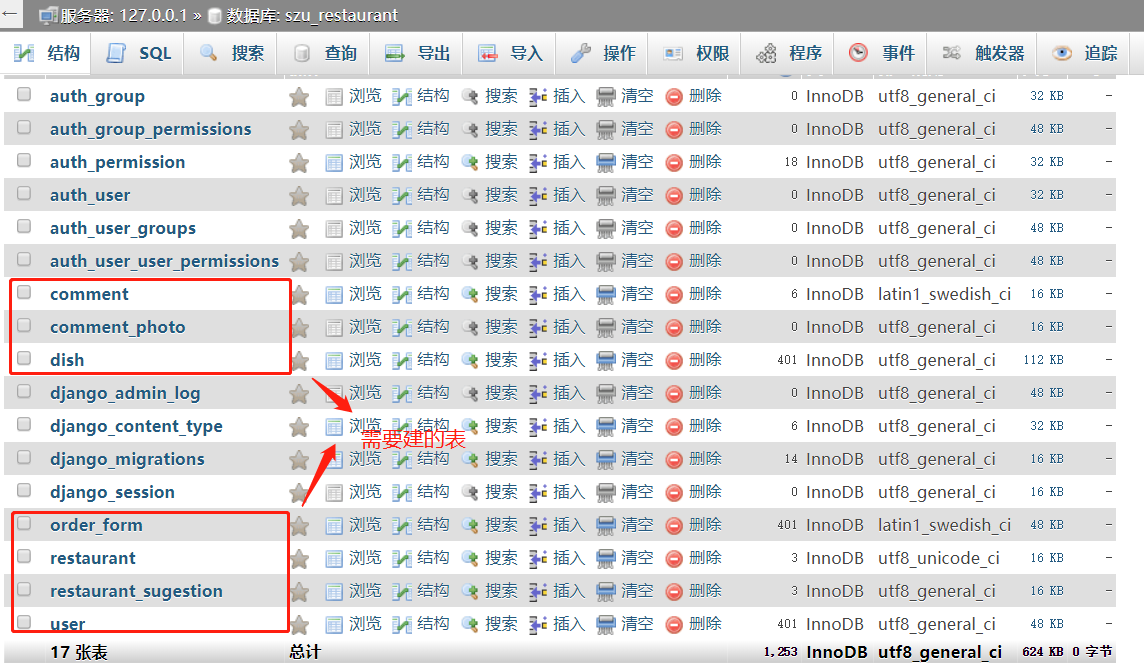 ← 服务器: 127.0.0.1 » 数据库: szu_restaurant
结构 SQL 搜索 查询 导出 导入 操作 权限 程序 事件 触发器 追踪
auth_group 浏览 结构 搜索 插入 清空 删除 0 InnoDB utf8_general_ci 32 KB -
auth_group_permissions 浏览 结构 搜索 插入 清空 删除 0 InnoDB utf8_general_ci 48 KB -
auth_permission 浏览 结构 搜索 插入 清空 删除 18 InnoDB utf8_general_ci 32 KB -
auth_user 浏览 结构 搜索 插入 清空 删除 0 InnoDB utf8_general_ci 32 KB -
auth_user_groups 浏览 结构 搜索 插入 清空 删除 0 InnoDB utf8_general_ci 48 KB -
auth_user_user_permissions 浏览 结构 搜索 插入 清空 删除 0 InnoDB utf8_general_ci 48 KB -
comment 浏览 结构 搜索 插入 清空 删除 6 InnoDB latin1_swedish_ci 16 KB -
comment_photo 浏览 结构 搜索 插入 清空 删除 0 InnoDB utf8_general_ci 16 KB -
dish 浏览 结构 搜索 插入 清空 删除 401 InnoDB utf8_general_ci 112 KB -
django_admin_log 浏览 结构 搜索 插入 清空 删除 0 InnoDB utf8_general_ci 48 KB -
django_content_type 浏览 结构 搜索 插入 清空 删除 6 InnoDB utf8_general_ci 32 KB -
需要建的表
django_migrations 浏览 结构 搜索 插入 清空 删除 14 InnoDB utf8_general_ci 16 KB -
django_session 浏览 结构 搜索 插入 清空 删除 0 InnoDB utf8_general_ci 16 KB -
order_form 浏览 结构 搜索 插入 清空 删除 401 InnoDB latin1_swedish_ci 48 KB -
restaurant 浏览 结构 搜索 插入 清空 删除 3 InnoDB utf8_unicode_ci 16 KB -
restaurant_sugestion 浏览 结构 搜索 插入 清空 删除 3 InnoDB utf8_general_ci 16 KB -
user 浏览 结构 搜索 插入 清空 删除 401 InnoDB utf8_general_ci 48 KB -
17 张表 总计 1,253 InnoDB utf8_general_ci 624 KB 0 字节